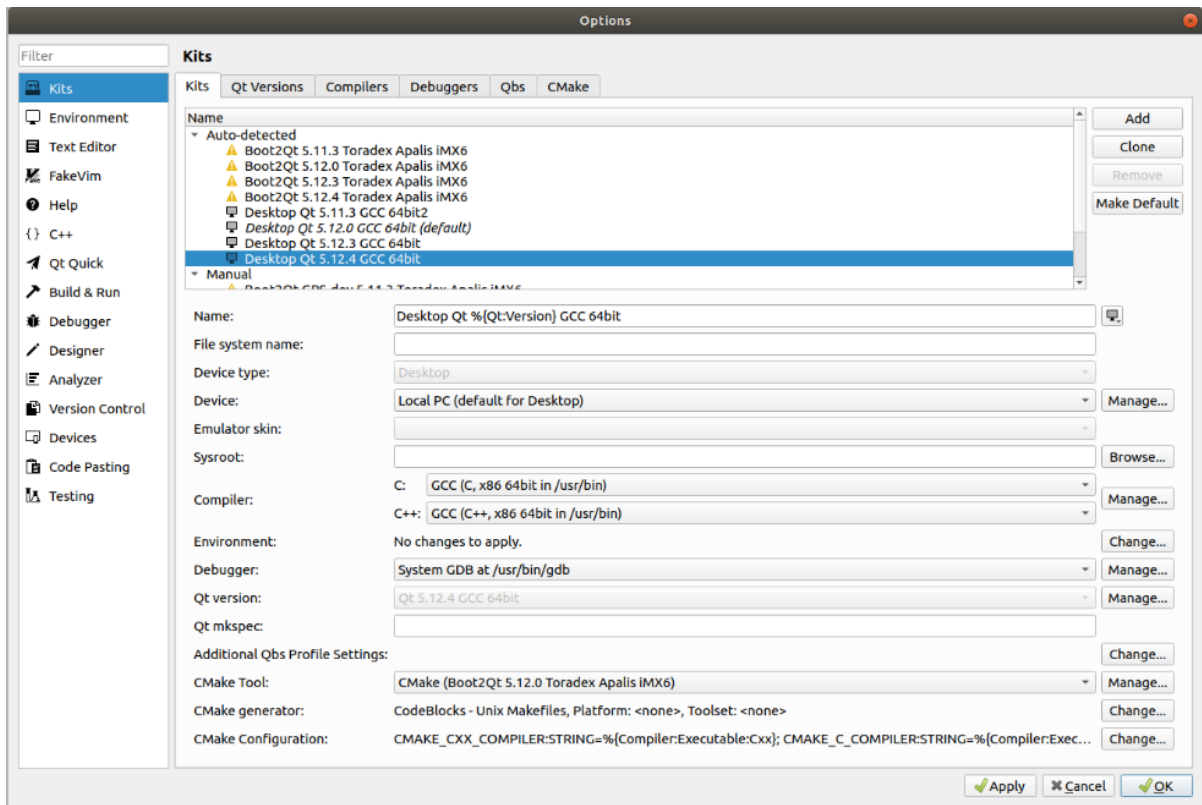 Options
Filter
Kits
Environment
Text Editor
FakeVim
Help
C++
Qt Quick
Build & Run
Debugger
Designer
Analyzer
Version Control
Devices
Code Pasting
Testing
Kits
Kits Qt Versions Compilers Debuggers Qbs CMake
Name
Auto-detected
Boot2Qt 5.11.3 Toradex Apalis iMX6
Boot2Qt 5.12.0 Toradex Apalis iMX6
Boot2Qt 5.12.3 Toradex Apalis iMX6
Boot2Qt 5.12.4 Toradex Apalis iMX6
Desktop Qt 5.11.3 GCC 64bit2
Desktop Qt 5.12.0 GCC 64bit (default)
Desktop Qt 5.12.3 GCC 64bit
Desktop Qt 5.12.4 GCC 64bit
Manual
Boot2Qt GPS-dev 5.11.3 Toradex Apalis iMX6
Add
Clone
Remove
Make Default
Name: Desktop Qt %{Qt:Version} GCC 64bit
File system name:
Device type: Desktop
Device: Local PC (default for Desktop) Manage...
Emulator skin:
Sysroot: Browse...
Compiler: C: GCC (C, x86 64bit in /usr/bin) Manage...
C++: GCC (C++, x86 64bit in /usr/bin)
Environment: No changes to apply. Change...
Debugger: System GDB at /usr/bin/gdb Manage...
Qt version: Qt 5.12.4 GCC 64bit Manage...
Qt mkspec:
Additional Qbs Profile Settings: Change...
CMake Tool: CMake (Boot2Qt 5.12.0 Toradex Apalis iMX6) Manage...
CMake generator: CodeBlocks - Unix Makefiles, Platform: <none>, Toolset: <none> Change...
CMake Configuration: CMAKE_CXX_COMPILER:STRING=%{Compiler:Executable:Cxx}; CMAKE_C_COMPILER:STRING=%{Compiler:Exec... Change...
Apply Cancel OK